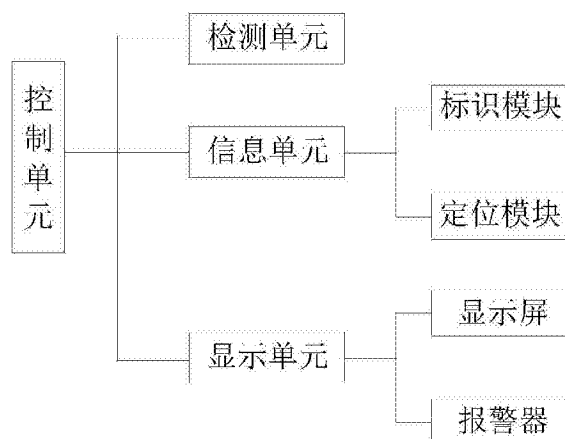 控制单元
检测单元
信息单元
标识模块
定位模块
显示单元
显示屏
报警器